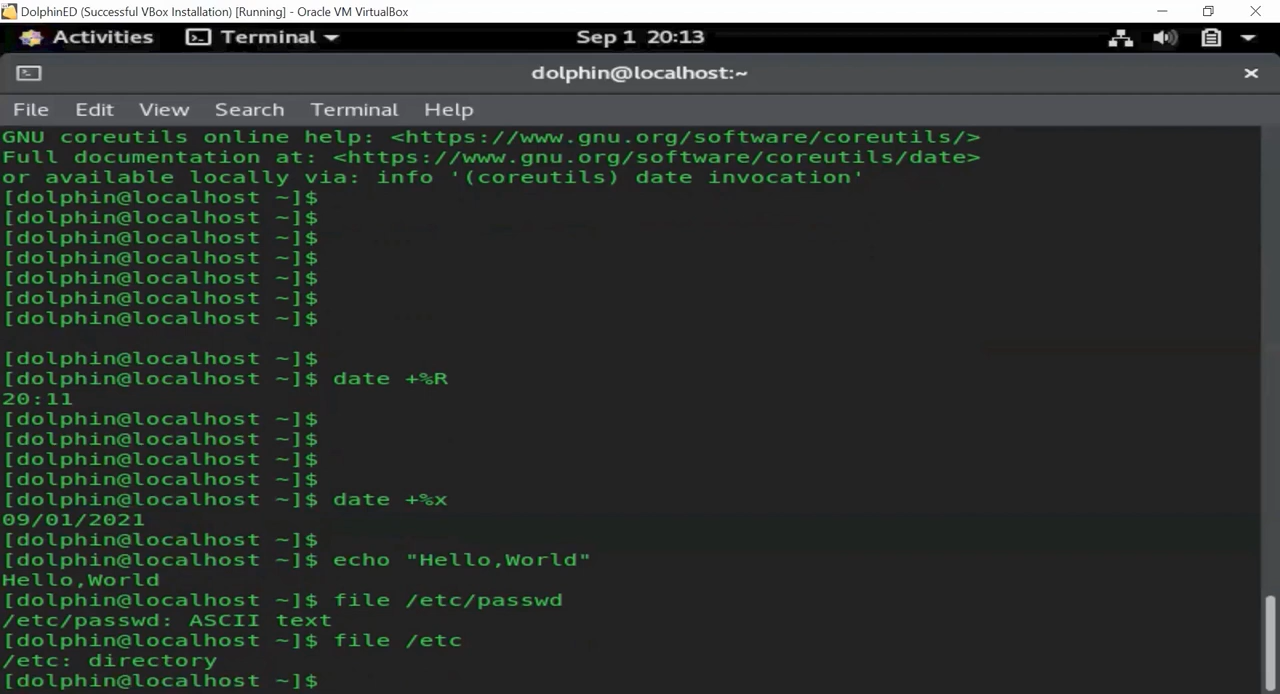 DolphinED (Successful VBox Installation) [Running] - Oracle VM VirtualBox
Activities Terminal Sep 1 20:13
dolphin@localhost:~
File Edit View Search Terminal Help
GNU coreutils online help: <https://www.gnu.org/software/coreutils/>
Full documentation at: <https://www.gnu.org/software/coreutils/date>
or available locally via: info '(coreutils) date invocation'
[dolphin@localhost ~]$
[dolphin@localhost ~]$
[dolphin@localhost ~]$
[dolphin@localhost ~]$
[dolphin@localhost ~]$
[dolphin@localhost ~]$
[dolphin@localhost ~]$
[dolphin@localhost ~]$
[dolphin@localhost ~]$ date +%R
20:11
[dolphin@localhost ~]$
[dolphin@localhost ~]$
[dolphin@localhost ~]$
[dolphin@localhost ~]$
[dolphin@localhost ~]$ date +%x
09/01/2021
[dolphin@localhost ~]$
[dolphin@localhost ~]$ echo "Hello,World"
Hello,World
[dolphin@localhost ~]$ file /etc/passwd
/etc/passwd: ASCII text
[dolphin@localhost ~]$ file /etc
/etc: directory
[dolphin@localhost ~]$